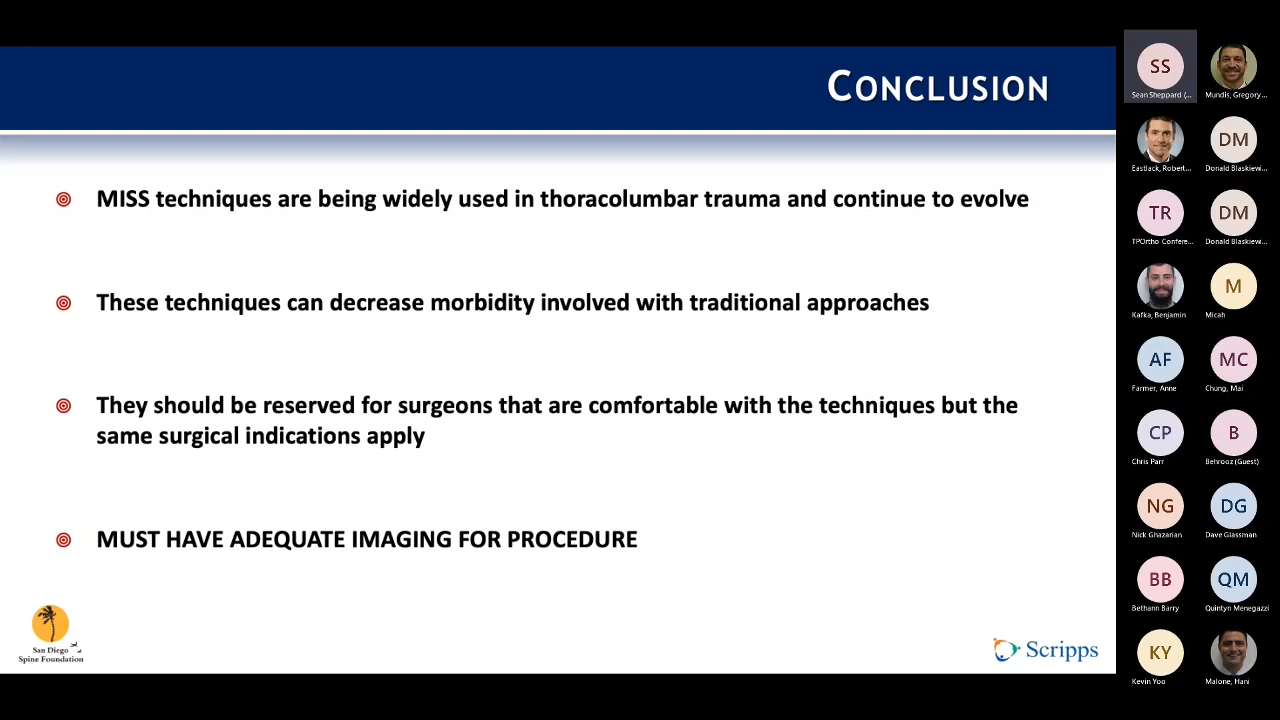 CONCLUSION
MISS techniques are being widely used in thoracolumbar trauma and continue to evolve
These techniques can decrease morbidity involved with traditional approaches
They should be reserved for surgeons that are comfortable with the techniques but the
same surgical indications apply
MUST HAVE ADEQUATE IMAGING FOR PROCEDURE
San Diego
Spine Foundation
Scripps
SS
Sean Sheppard (...
Mundis, Gregory...
Eastlack, Robert...
DM
Donald Blaskiewi...
TR
TPOrtho Confere...
DM
Donald Blaskiew...
Kafka, Benjamin
M
Micah
AF
Farmer, Anne
MC
Chung, Mai
CP
Chris Parr
B
Behrooz (Guest)
NG
Nick Ghazarian
DG
Dave Glassman
BB
Bethann Barry
QM
Quintyn Menegazzi
KY
Kevin Yoo
Malone, Hani